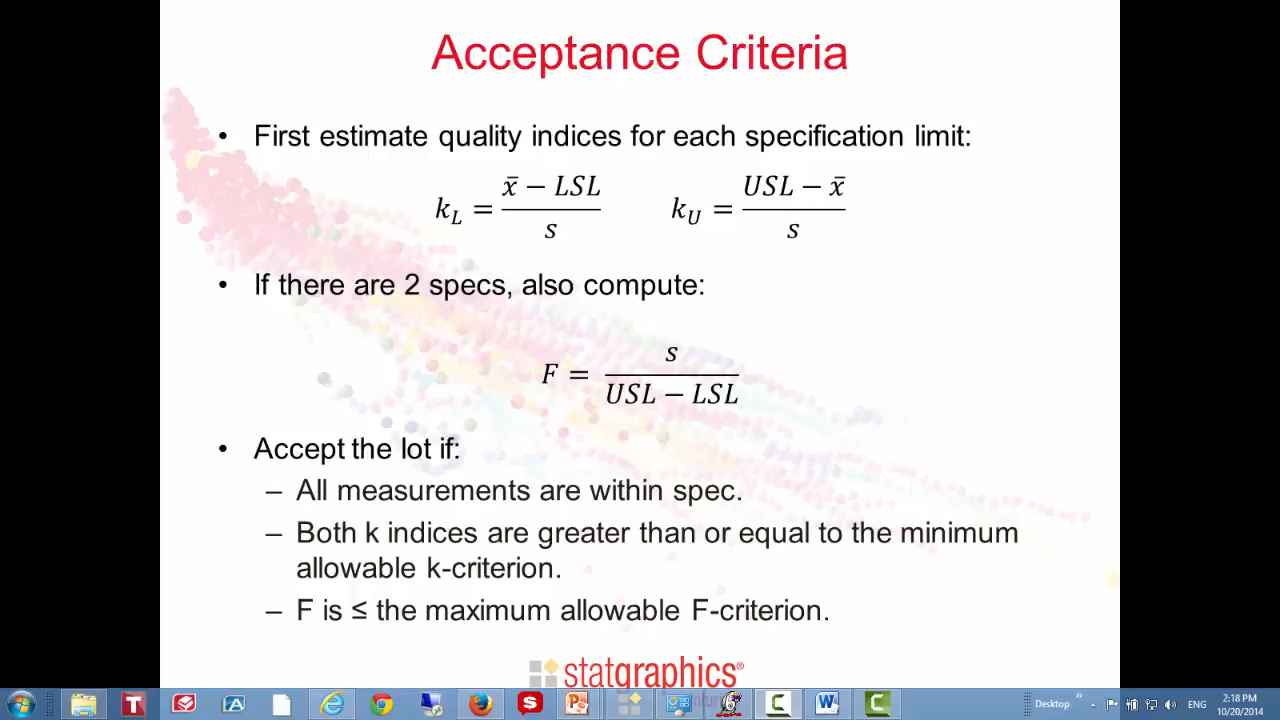 Acceptance Criteria
• First estimate quality indices for each specification limit:
k_L = (x̄ − LSL)/s    k_U = (USL − x̄)/s
• If there are 2 specs, also compute:
F = s/(USL − LSL)
• Accept the lot if:
– All measurements are within spec.
– Both k indices are greater than or equal to the minimum
allowable k-criterion.
– F is ≤ the maximum allowable F-criterion.
statgraphics®
Desktop
ENG
2:18 PM
10/20/2014